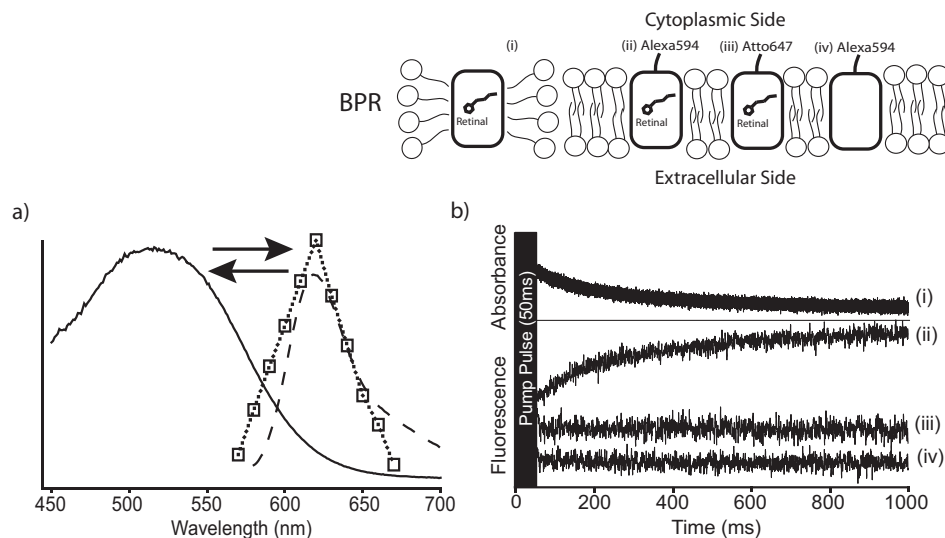 Cytoplasmic Side
(i)
(ii) Alexa594
(iii) Atto647
(iv) Alexa594
BPR
Retinal
Retinal
Retinal
Extracellular Side
a)
450
500
550
600
650
700
Wavelength (nm)
b)
Absorbance
Fluorescence
Pump Pulse (50ms)
(i)
(ii)
(iii)
(iv)
0
200
400
600
800
1000
Time (ms)